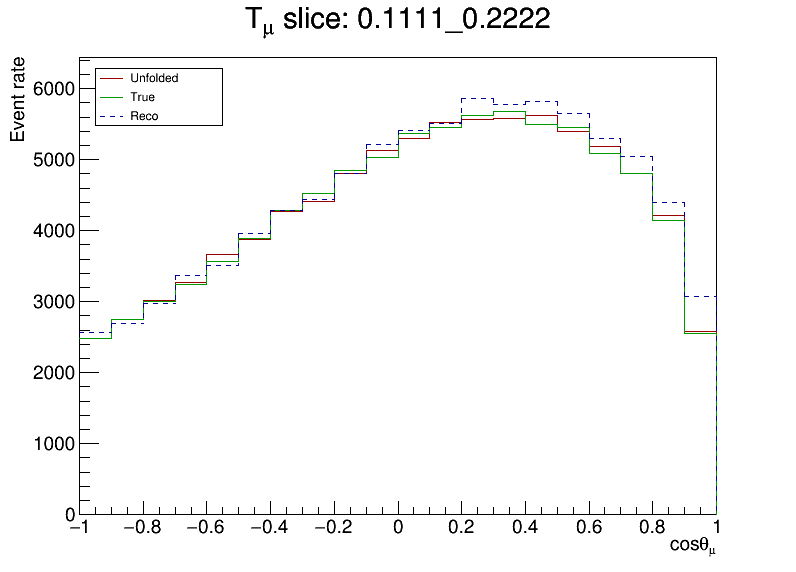 Tμ slice: 0.1111_0.2222
Event rate
Unfolded
True
Reco
6000
5000
4000
3000
2000
1000
0
−1 −0.8 −0.6 −0.4 −0.2 0 0.2 0.4 0.6 0.8 1
cosθμ